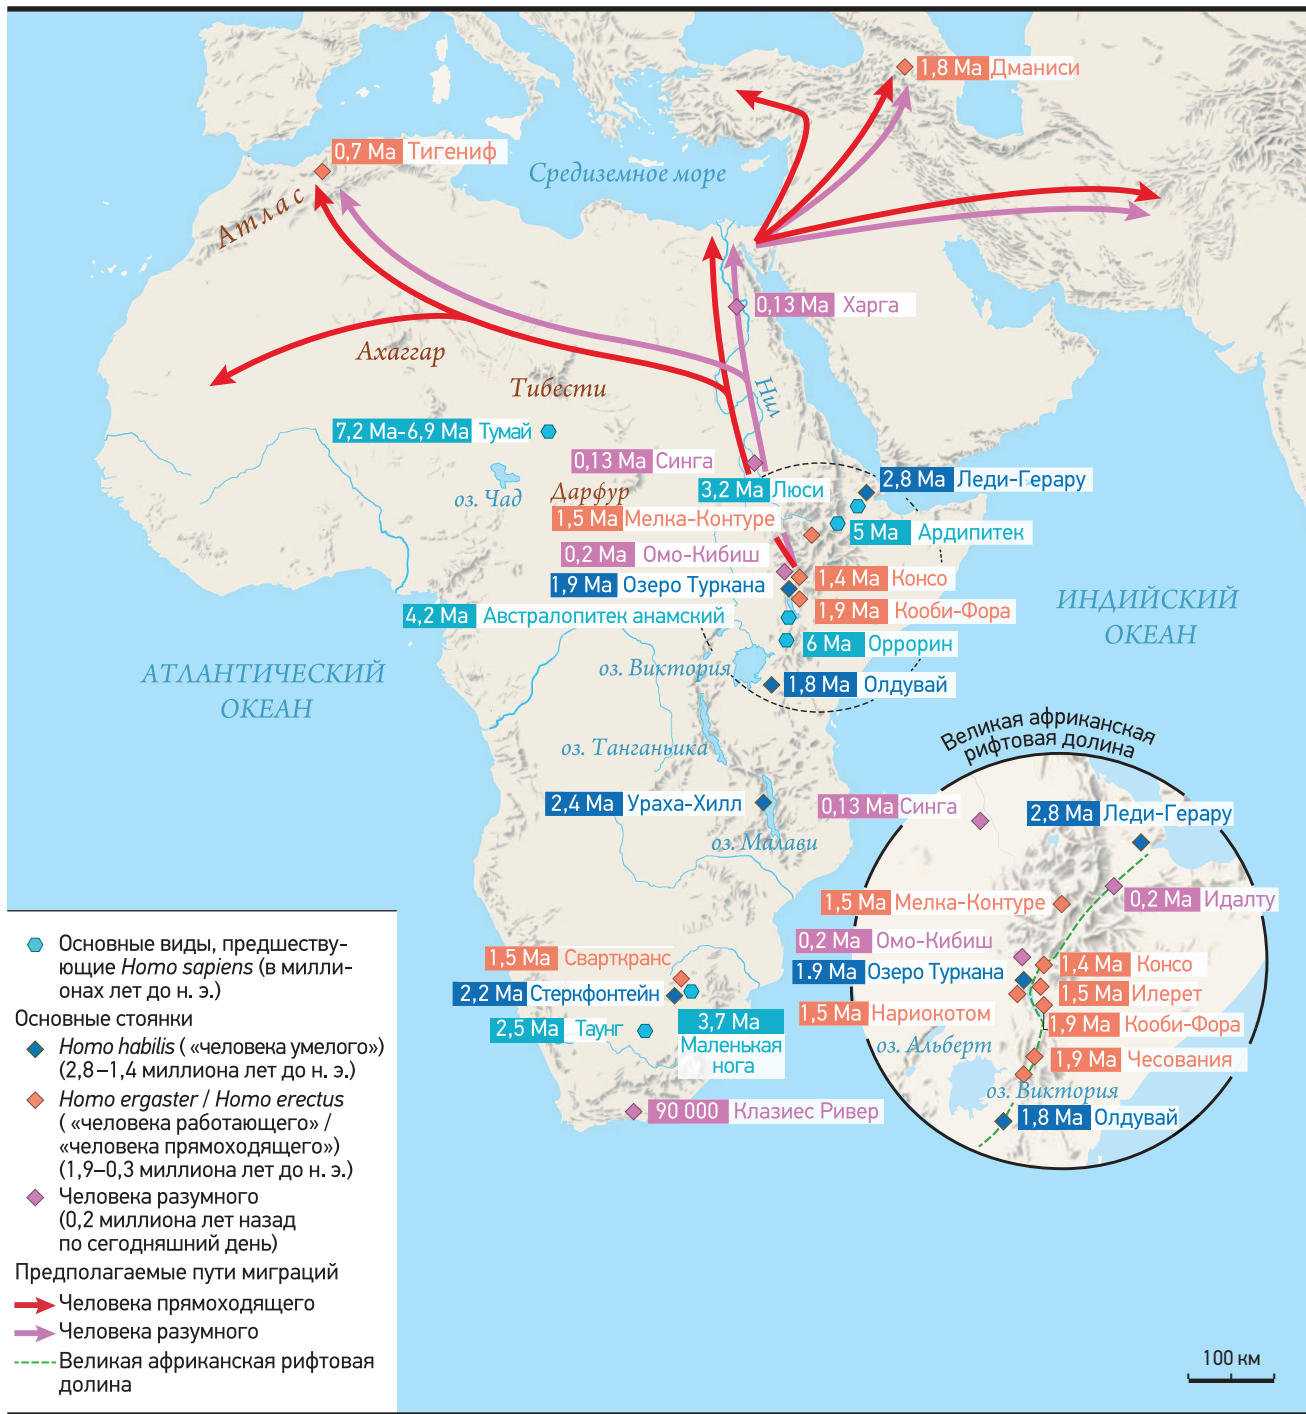 1,8 Ma Дманиси
0,7 Ma Тигениф
Средиземное море
Атлас
0,13 Ma Харга
Ахаггар
Тибести
Нил
7,2 Ma-6,9 Ma Тумай
0,13 Ma Синга
2,8 Ma Леди-Герару
оз. Чад
Дарфур
3,2 Ma Люси
1,5 Ma Мелка-Контуре
5 Ma Ардипитек
0,2 Ma Омо-Кибиш
1,9 Ma Озеро Туркана
1,4 Ma Консо
4,2 Ma Австралопитек анамский
1,9 Ma Кооби-Фора
6 Ma Оррорин
ИНДИЙСКИЙ
ОКЕАН
АТЛАНТИЧЕСКИЙ
ОКЕАН
оз. Виктория
1,8 Ma Олдувай
оз. Танганьика
2,4 Ma Ураха-Хилл
оз. Малави
1,5 Ma Сварткранс
2,2 Ma Стеркфонтейн
2,5 Ma Таунг
3,7 Ma
Маленькая
нога
90 000 Клазиес Ривер
Великая африканская
рифтовая долина
0,13 Ma Синга
2,8 Ma Леди-Герару
1,5 Ma Мелка-Контуре
0,2 Ma Идалту
0,2 Ma Омо-Кибиш
1.9 Ma Озеро Туркана
1,4 Ma Консо
1,5 Ma Илерет
1,5 Ma Нариокотом
1,9 Ma Кооби-Фора
оз. Альберт
1,9 Ma Чесования
оз. Виктория
1,8 Ma Олдувай
Основные виды, предшеству-
ющие Homo sapiens (в милли-
онах лет до н. э.)
Основные стоянки
Homo habilis ( «человека умелого»)
(2,8–1,4 миллиона лет до н. э.)
Homo ergaster / Homo erectus
( «человека работающего» /
«человека прямоходящего»)
(1,9–0,3 миллиона лет до н. э.)
Человека разумного
(0,2 миллиона лет назад
по сегодняшний день)
Предполагаемые пути миграций
Человека прямоходящего
Человека разумного
Великая африканская рифтовая
долина
100 км